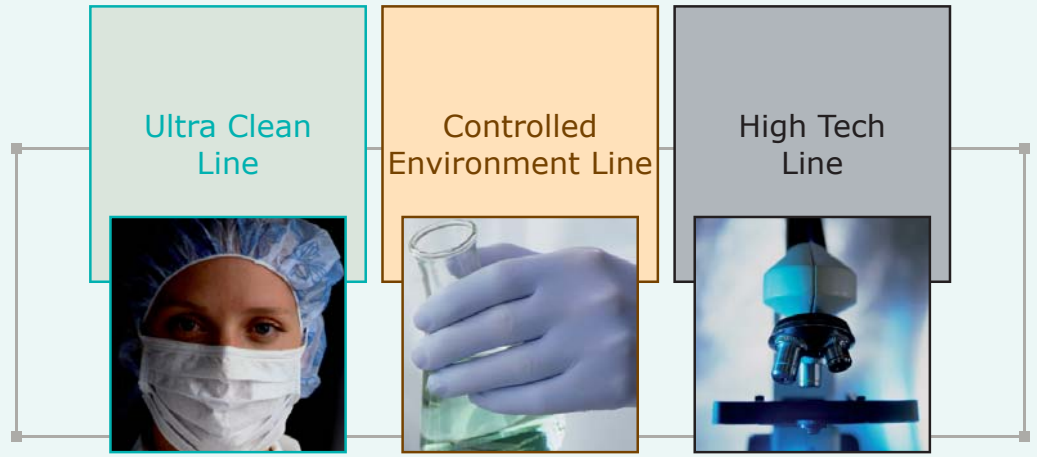 Ultra Clean
Line
Controlled
Environment Line
High Tech
Line